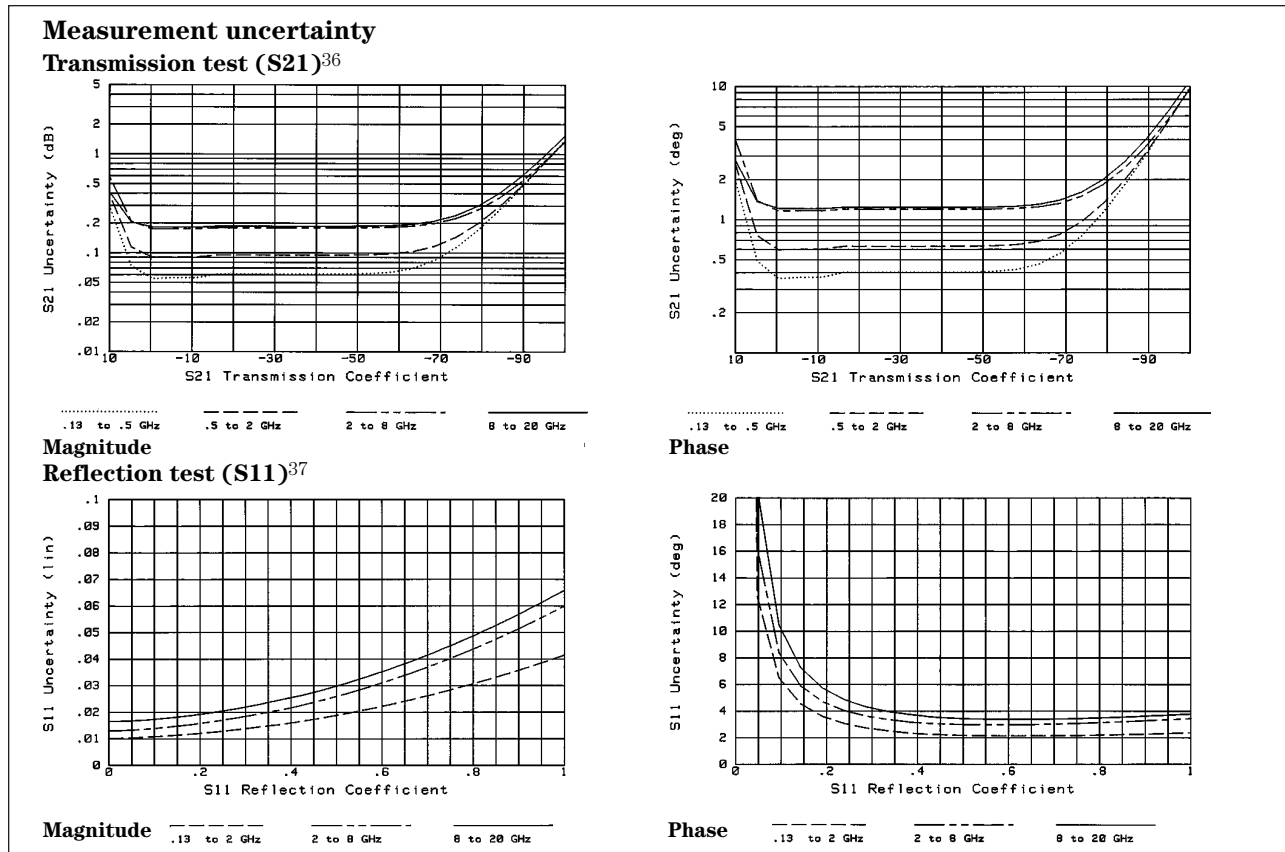 Measurement uncertainty
Transmission test (S21)36
S21 Uncertainty (dB)
5
2
1
.5
.2
.1
.05
.02
.01
10 -10 -30 -50 -70 -90
S21 Transmission Coefficient
.13 to .5 GHz .5 to 2 GHz 2 to 8 GHz 8 to 20 GHz
Magnitude
S21 Uncertainty (deg)
10
5
2
1
.5
.2
10 -10 -30 -50 -70 -90
S21 Transmission Coefficient
.13 to .5 GHz .5 to 2 GHz 2 to 8 GHz 8 to 20 GHz
Phase
Reflection test (S11)37
S11 Uncertainty (lin)
.1
.09
.08
.07
.06
.05
.04
.03
.02
.01
0
0 .2 .4 .6 .8 1
S11 Reflection Coefficient
Magnitude .13 to 2 GHz 2 to 8 GHz 8 to 20 GHz
S11 Uncertainty (deg)
20
18
16
14
12
10
8
6
4
2
0
0 .2 .4 .6 .8 1
S11 Reflection Coefficient
Phase .13 to 2 GHz 2 to 8 GHz 8 to 20 GHz